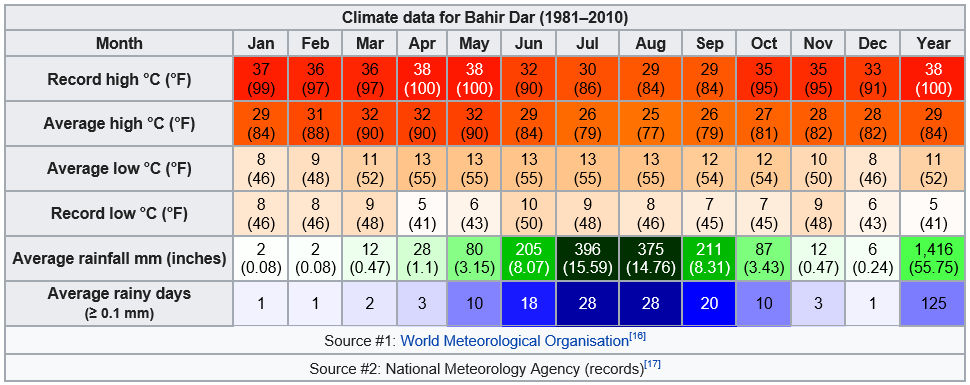 Climate data for Bahir Dar (1981–2010)
Month Jan Feb Mar Apr May Jun Jul Aug Sep Oct Nov Dec Year
Record high °C (°F) 37 (99) 36 (97) 36 (97) 38 (100) 38 (100) 32 (90) 30 (86) 29 (84) 29 (84) 35 (95) 35 (95) 33 (91) 38 (100)
Average high °C (°F) 29 (84) 31 (88) 32 (90) 32 (90) 32 (90) 29 (84) 26 (79) 25 (77) 26 (79) 27 (81) 28 (82) 28 (82) 29 (84)
Average low °C (°F) 8 (46) 9 (48) 11 (52) 13 (55) 13 (55) 13 (55) 13 (55) 13 (55) 12 (54) 12 (54) 10 (50) 8 (46) 11 (52)
Record low °C (°F) 8 (46) 8 (46) 9 (48) 5 (41) 6 (43) 10 (50) 9 (48) 8 (46) 7 (45) 7 (45) 9 (48) 6 (43) 5 (41)
Average rainfall mm (inches) 2 (0.08) 2 (0.08) 12 (0.47) 28 (1.1) 80 (3.15) 205 (8.07) 396 (15.59) 375 (14.76) 211 (8.31) 87 (3.43) 12 (0.47) 6 (0.24) 1,416 (55.75)
Average rainy days (≥ 0.1 mm) 1 1 2 3 10 18 28 28 20 10 3 1 125
Source #1: World Meteorological Organisation[16]
Source #2: National Meteorology Agency (records)[17]